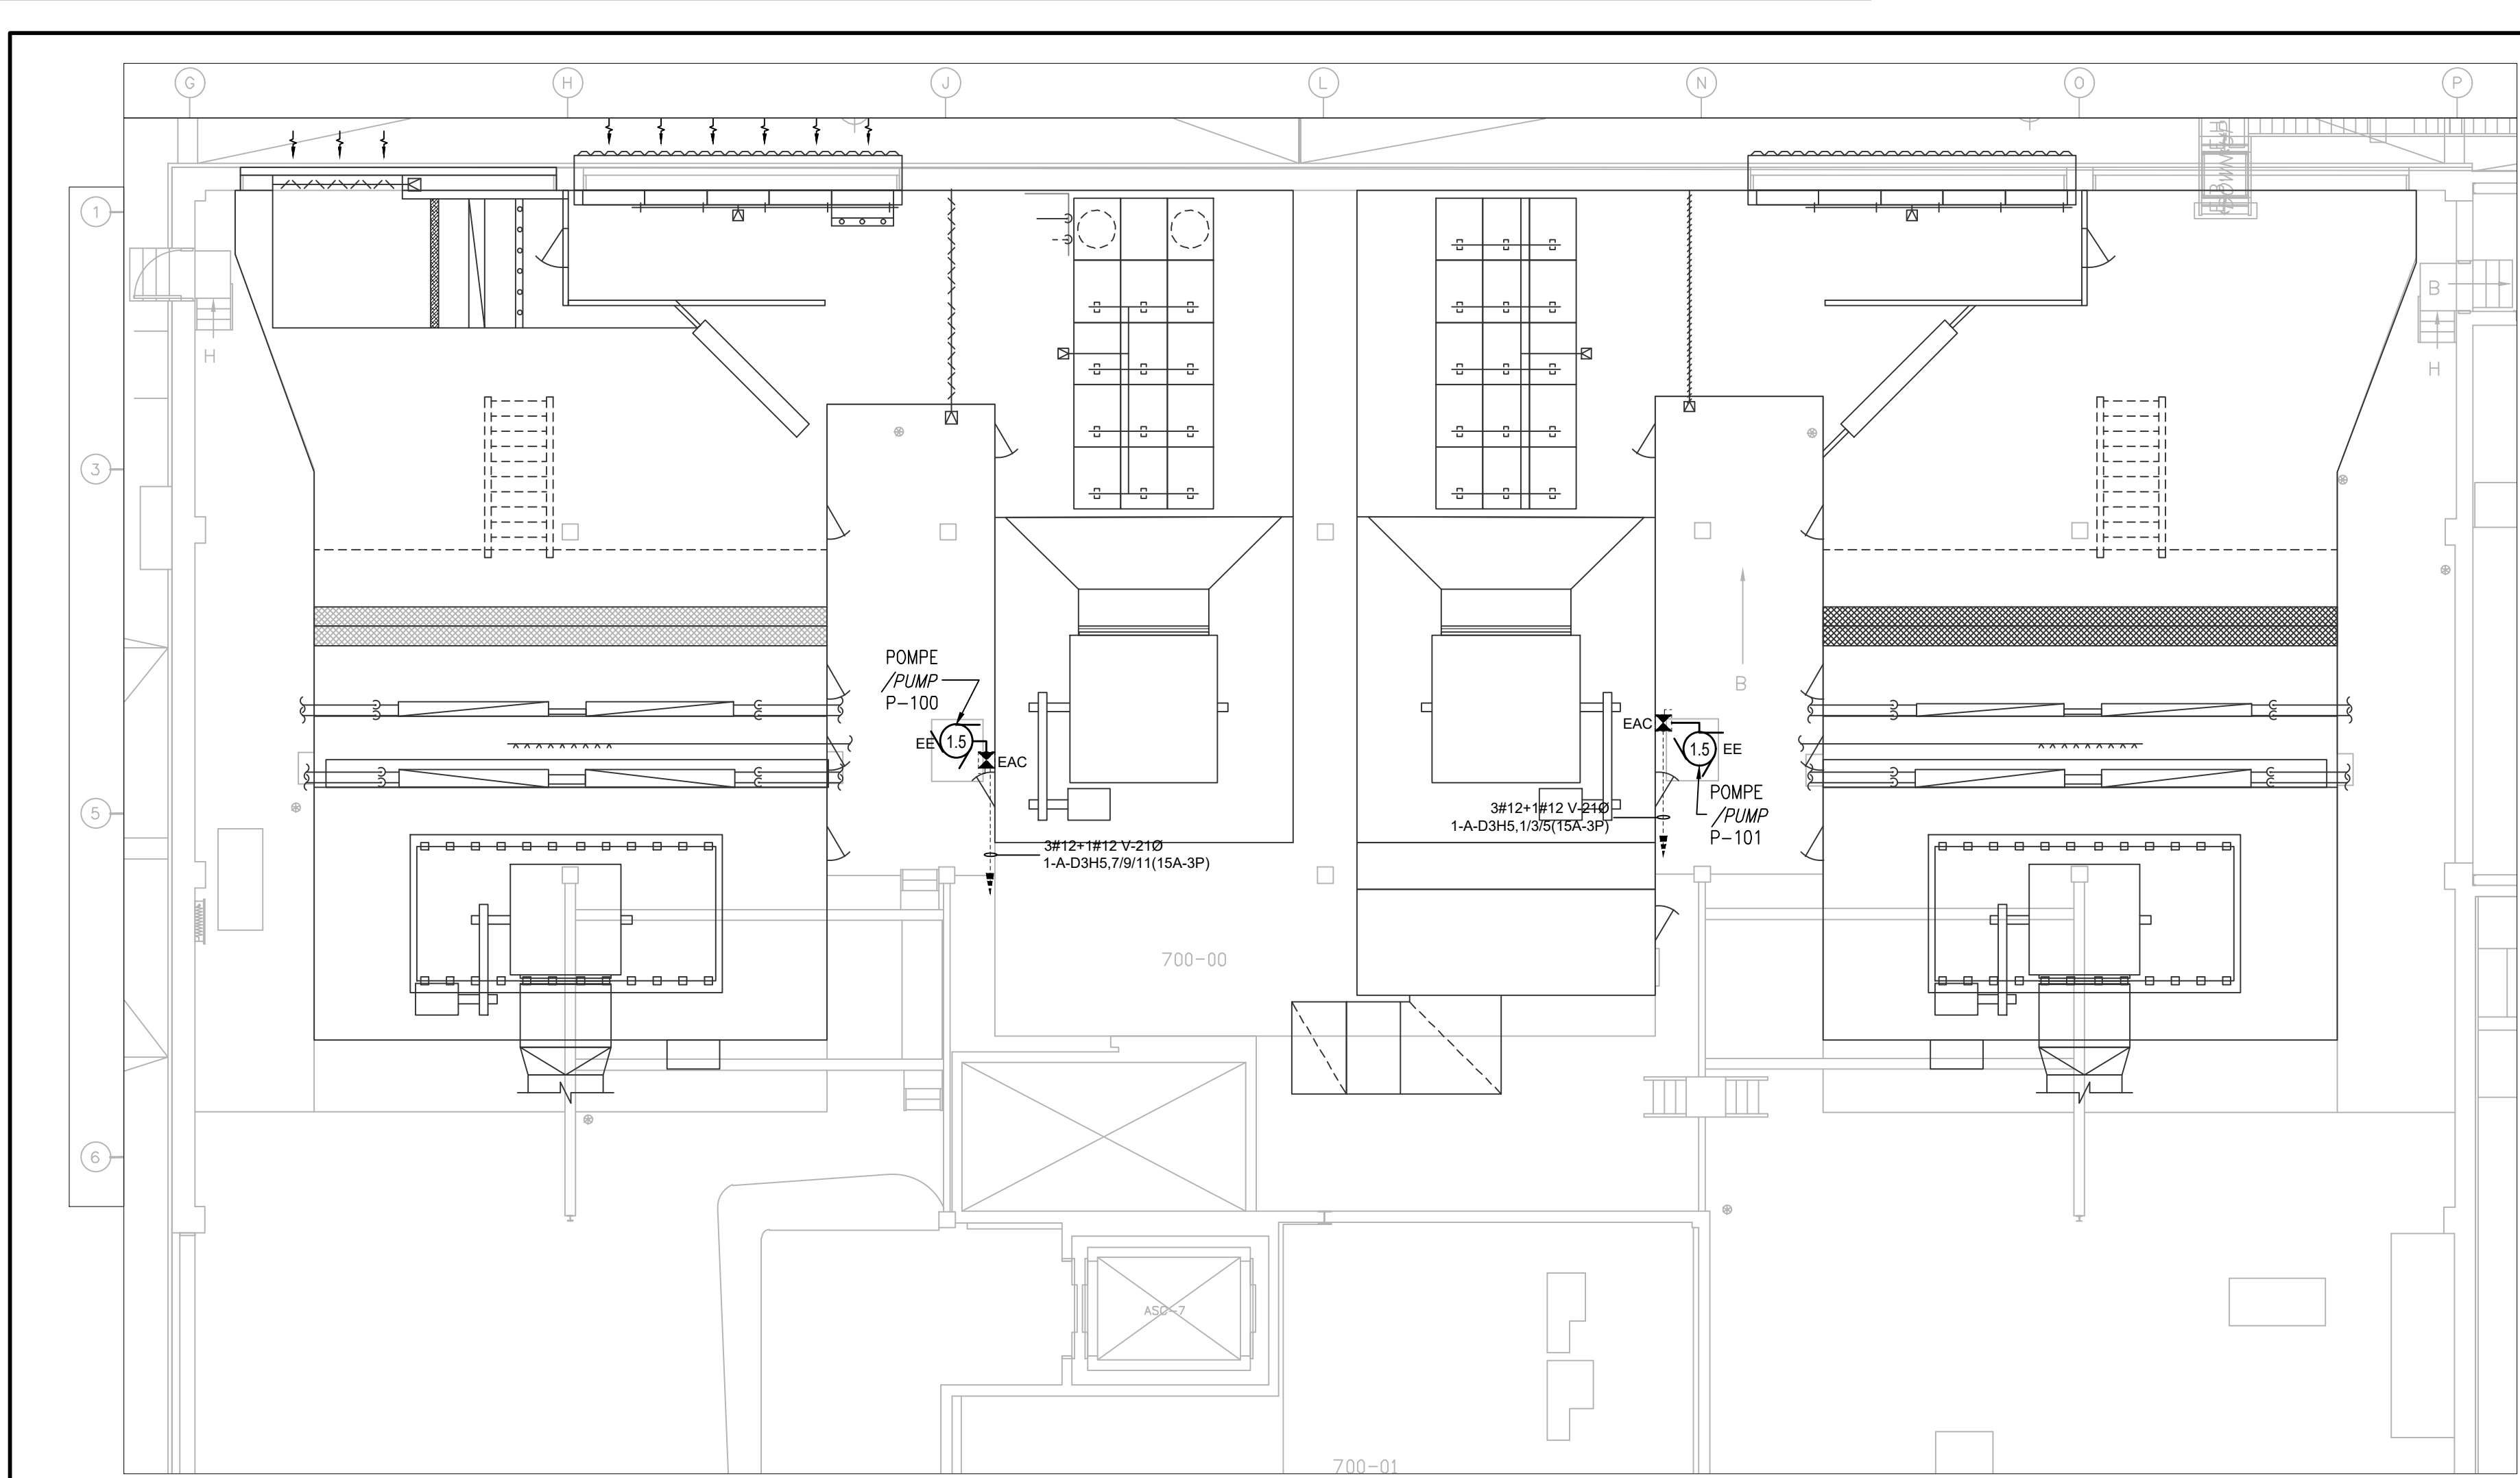 G
H
J
L
N
O
P
1
H
B
H
3
POMPE
/PUMP
P-100
B
EAC
EE
1.5
EAC
1.5
EE
POMPE
/PUMP
P-101
5
3#12+1#12 V-21Ø
1-A-D3H5,1/3/5(15A-3P)
3#12+1#12 V-21Ø
1-A-D3H5,7/9/11(15A-3P)
700-00
6
ASC-7
700-01